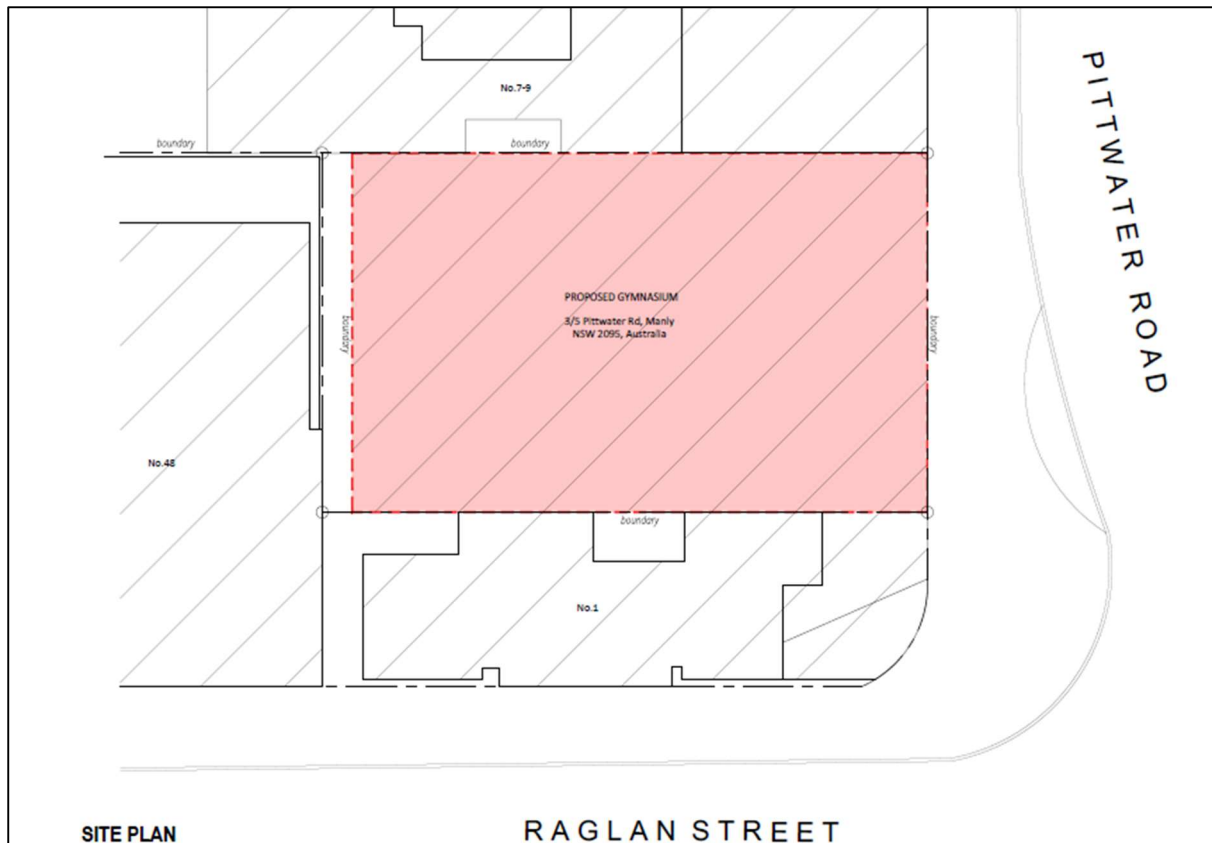 No.7-9
boundary
boundary
PITTWATER ROAD
PROPOSED GYMNASIUM
3/5 Pittwater Rd, Manly
NSW 2095, Australia
boundary
boundary
No.48
boundary
No.1
SITE PLAN
RAGLAN STREET